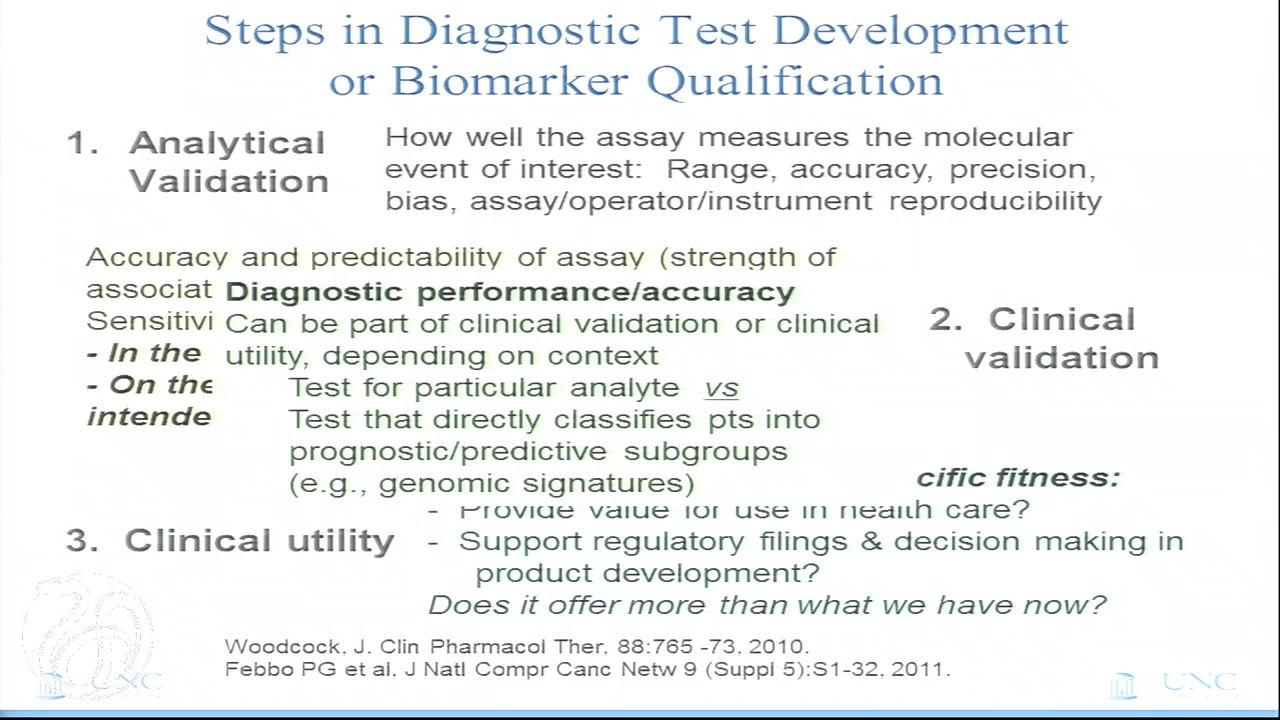 Steps in Diagnostic Test Development
or Biomarker Qualification
1. Analytical
Validation
How well the assay measures the molecular
event of interest: Range, accuracy, precision,
bias, assay/operator/instrument reproducibility
Accuracy and predictability of assay (strength of
associat
Sensitivi
- In the
- On the
intende
Diagnostic performance/accuracy
Can be part of clinical validation or clinical
utility, depending on context
Test for particular analyte vs
Test that directly classifies pts into
prognostic/predictive subgroups
(e.g., genomic signatures)
2. Clinical
validation
cific fitness:
3. Clinical utility
- Provide value for use in health care?
- Support regulatory filings & decision making in
product development?
Does it offer more than what we have now?
Woodcock, J. Clin Pharmacol Ther, 88:765 -73, 2010.
Febbo PG et al, J Natl Compr Canc Netw 9 (Suppl 5):S1-32, 2011.
UNC
UNC